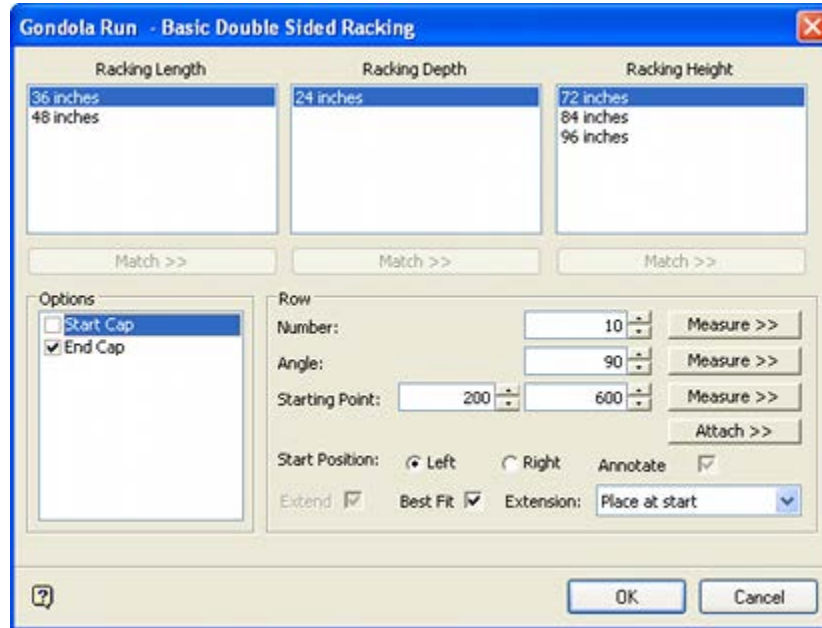 Gondola Run - Basic Double Sided Racking
Racking Length
Racking Depth
Racking Height
36 inches
48 inches
24 inches
72 inches
84 inches
96 inches
Match >>
Match >>
Match >>
Options
Start Cap
End Cap
Row
Number: 10 Measure >>
Angle: 90 Measure >>
Starting Point: 200 600 Measure >>
Attach >>
Start Position: Left Right Annotate
Extend Best Fit Extension: Place at start
?
OK Cancel